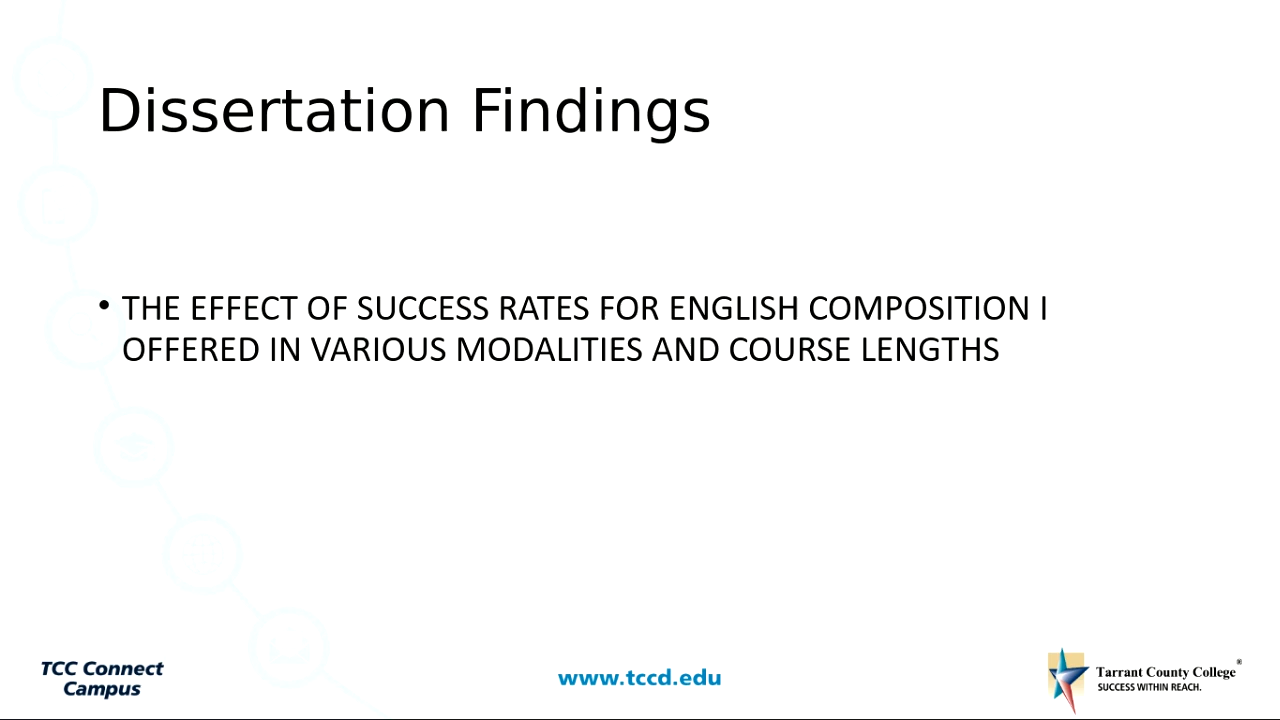 Dissertation Findings
• THE EFFECT OF SUCCESS RATES FOR ENGLISH COMPOSITION I
OFFERED IN VARIOUS MODALITIES AND COURSE LENGTHS
TCC Connect
Campus
www.tccd.edu
Tarrant County College®
SUCCESS WITHIN REACH.